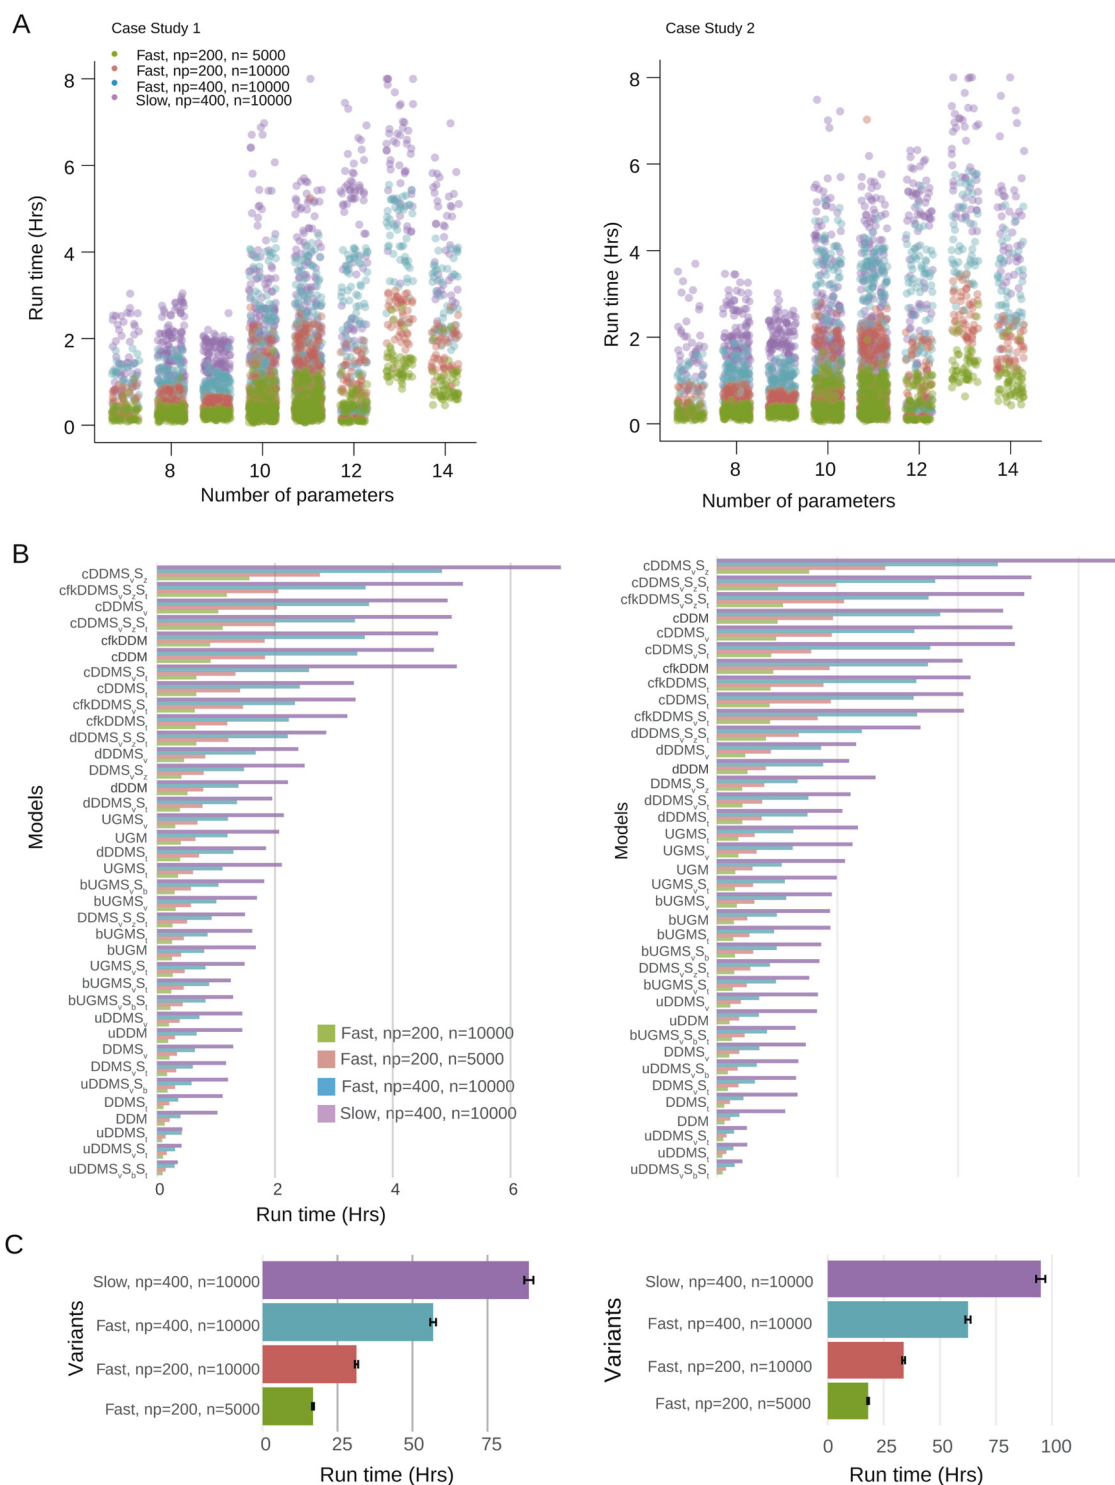 A
Case Study 1
Fast, np=200, n= 5000
Fast, np=200, n=10000
Fast, np=400, n=10000
Slow, np=400, n=10000
8
6
4
2
0
Run time (Hrs)
8 10 12 14
Number of parameters
Case Study 2
8
6
4
2
0
Run time (Hrs)
8 10 12 14
Number of parameters
B
Models
cDDMSvSz
cfkDDMSvSzSt
cDDMSv
cDDMSvSzSt
cfkDDM
cDDM
cDDMSvSt
cDDMSt
cfkDDMSvSt
cfkDDMSt
dDDMSvSzSt
dDDMSv
DDMSvSz
dDDM
dDDMSvSt
UGMSv
UGM
dDDMSt
UGMSt
bUGMSvSb
bUGMSv
DDMSvSzSt
bUGMSt
bUGM
UGMSvSt
bUGMSvSt
bUGMSvSbSt
uDDMSv
uDDM
DDMSv
DDMSvSt
uDDMSvSb
DDMSt
DDM
uDDMSt
uDDMSvSt
uDDMSvSbSt
Fast, np=200, n=10000
Fast, np=200, n=5000
Fast, np=400, n=10000
Slow, np=400, n=10000
0 2 4 6
Run time (Hrs)
Models
cDDMSvSz
cDDMSvSzSt
cfkDDMSvSzSt
cDDM
cDDMSv
cDDMSvSt
cfkDDM
cfkDDMSt
cDDMSt
cfkDDMSvSt
dDDMSvSzSt
dDDMSv
dDDM
DDMSvSz
dDDMSvSt
dDDMSt
UGMSt
UGMSv
UGM
UGMSvSt
bUGMSv
bUGM
bUGMSt
bUGMSvSb
DDMSvSzSt
bUGMSvSt
uDDMSv
uDDM
bUGMSvSbSt
DDMSv
uDDMSvSb
DDMSvSt
DDMSt
DDM
uDDMSvSt
uDDMSt
uDDMSvSbSt
C
Variants
Slow, np=400, n=10000
Fast, np=400, n=10000
Fast, np=200, n=10000
Fast, np=200, n=5000
0 25 50 75
Run time (Hrs)
Variants
Slow, np=400, n=10000
Fast, np=400, n=10000
Fast, np=200, n=10000
Fast, np=200, n=5000
0 25 50 75 100
Run time (Hrs)